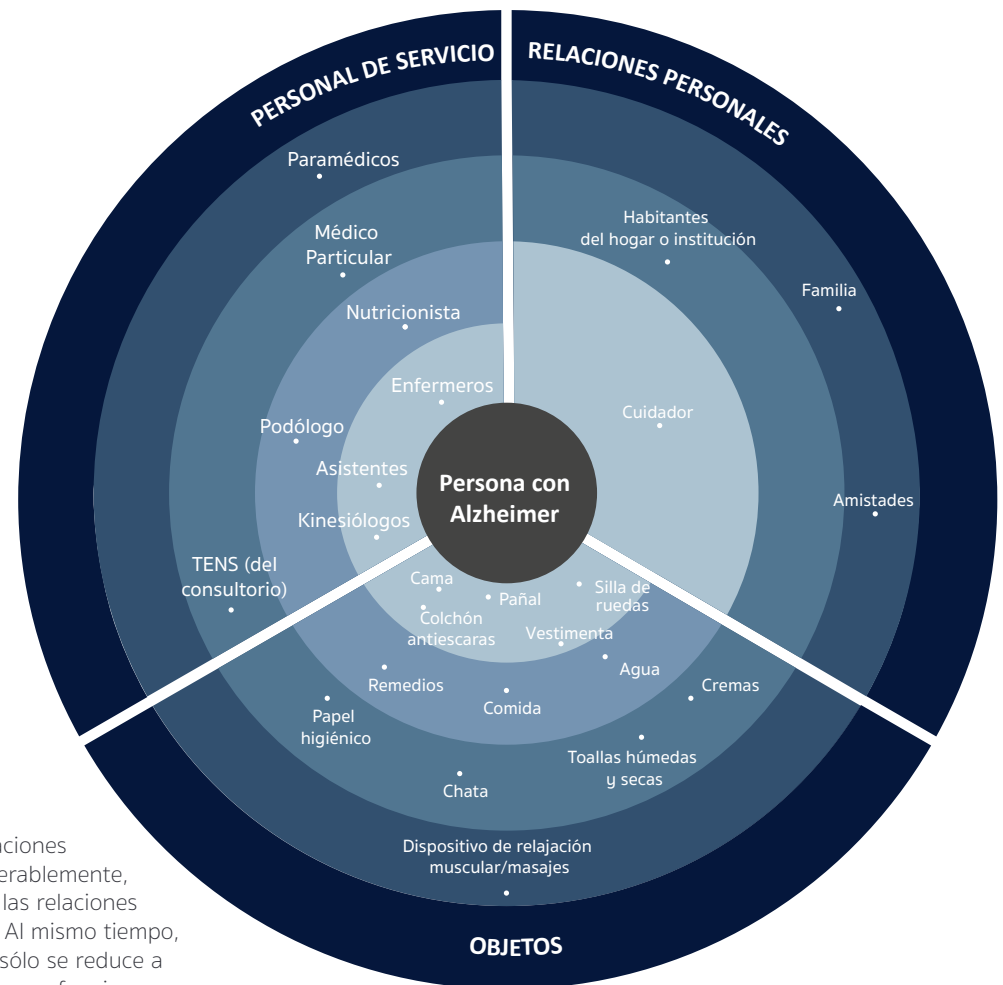 PERSONAL DE SERVICIO
RELACIONES PERSONALES
Paramédicos
Médico
Particular
Nutricionista
Enfermeros
Podólogo
Asistentes
Kinesiólogos
TENS (del
consultorio)
Habitantes
del hogar o institución
Familia
Cuidador
Amistades
Persona con
Alzheimer
Cama
Pañal
Silla de
ruedas
Colchón
antiescaras
Vestimenta
Agua
Remedios
Comida
Cremas
Papel
higiénico
Toallas húmedas
y secas
Chata
Dispositivo de relajación
muscular/masajes
OBJETOS
las relaciones
Al mismo tiempo,
sólo se reduce a